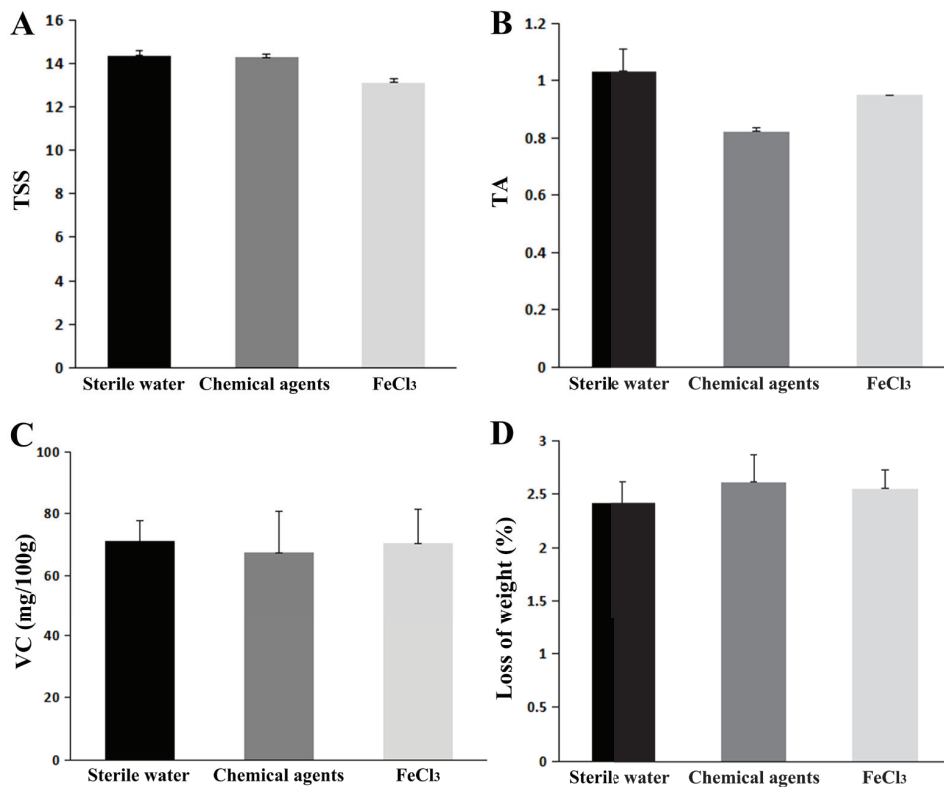 A
TSS
16
14
12
10
8
6
4
2
0
Sterile water Chemical agents FeCl₃
B
TA
1.2
1
0.8
0.6
0.4
0.2
0
Sterile water Chemical agents FeCl₃
C
VC (mg/100g)
100
80
60
40
20
0
Sterile water Chemical agents FeCl₃
D
Loss of weight (%)
3
2.5
2
1.5
1
0.5
0
Sterile water Chemical agents FeCl₃